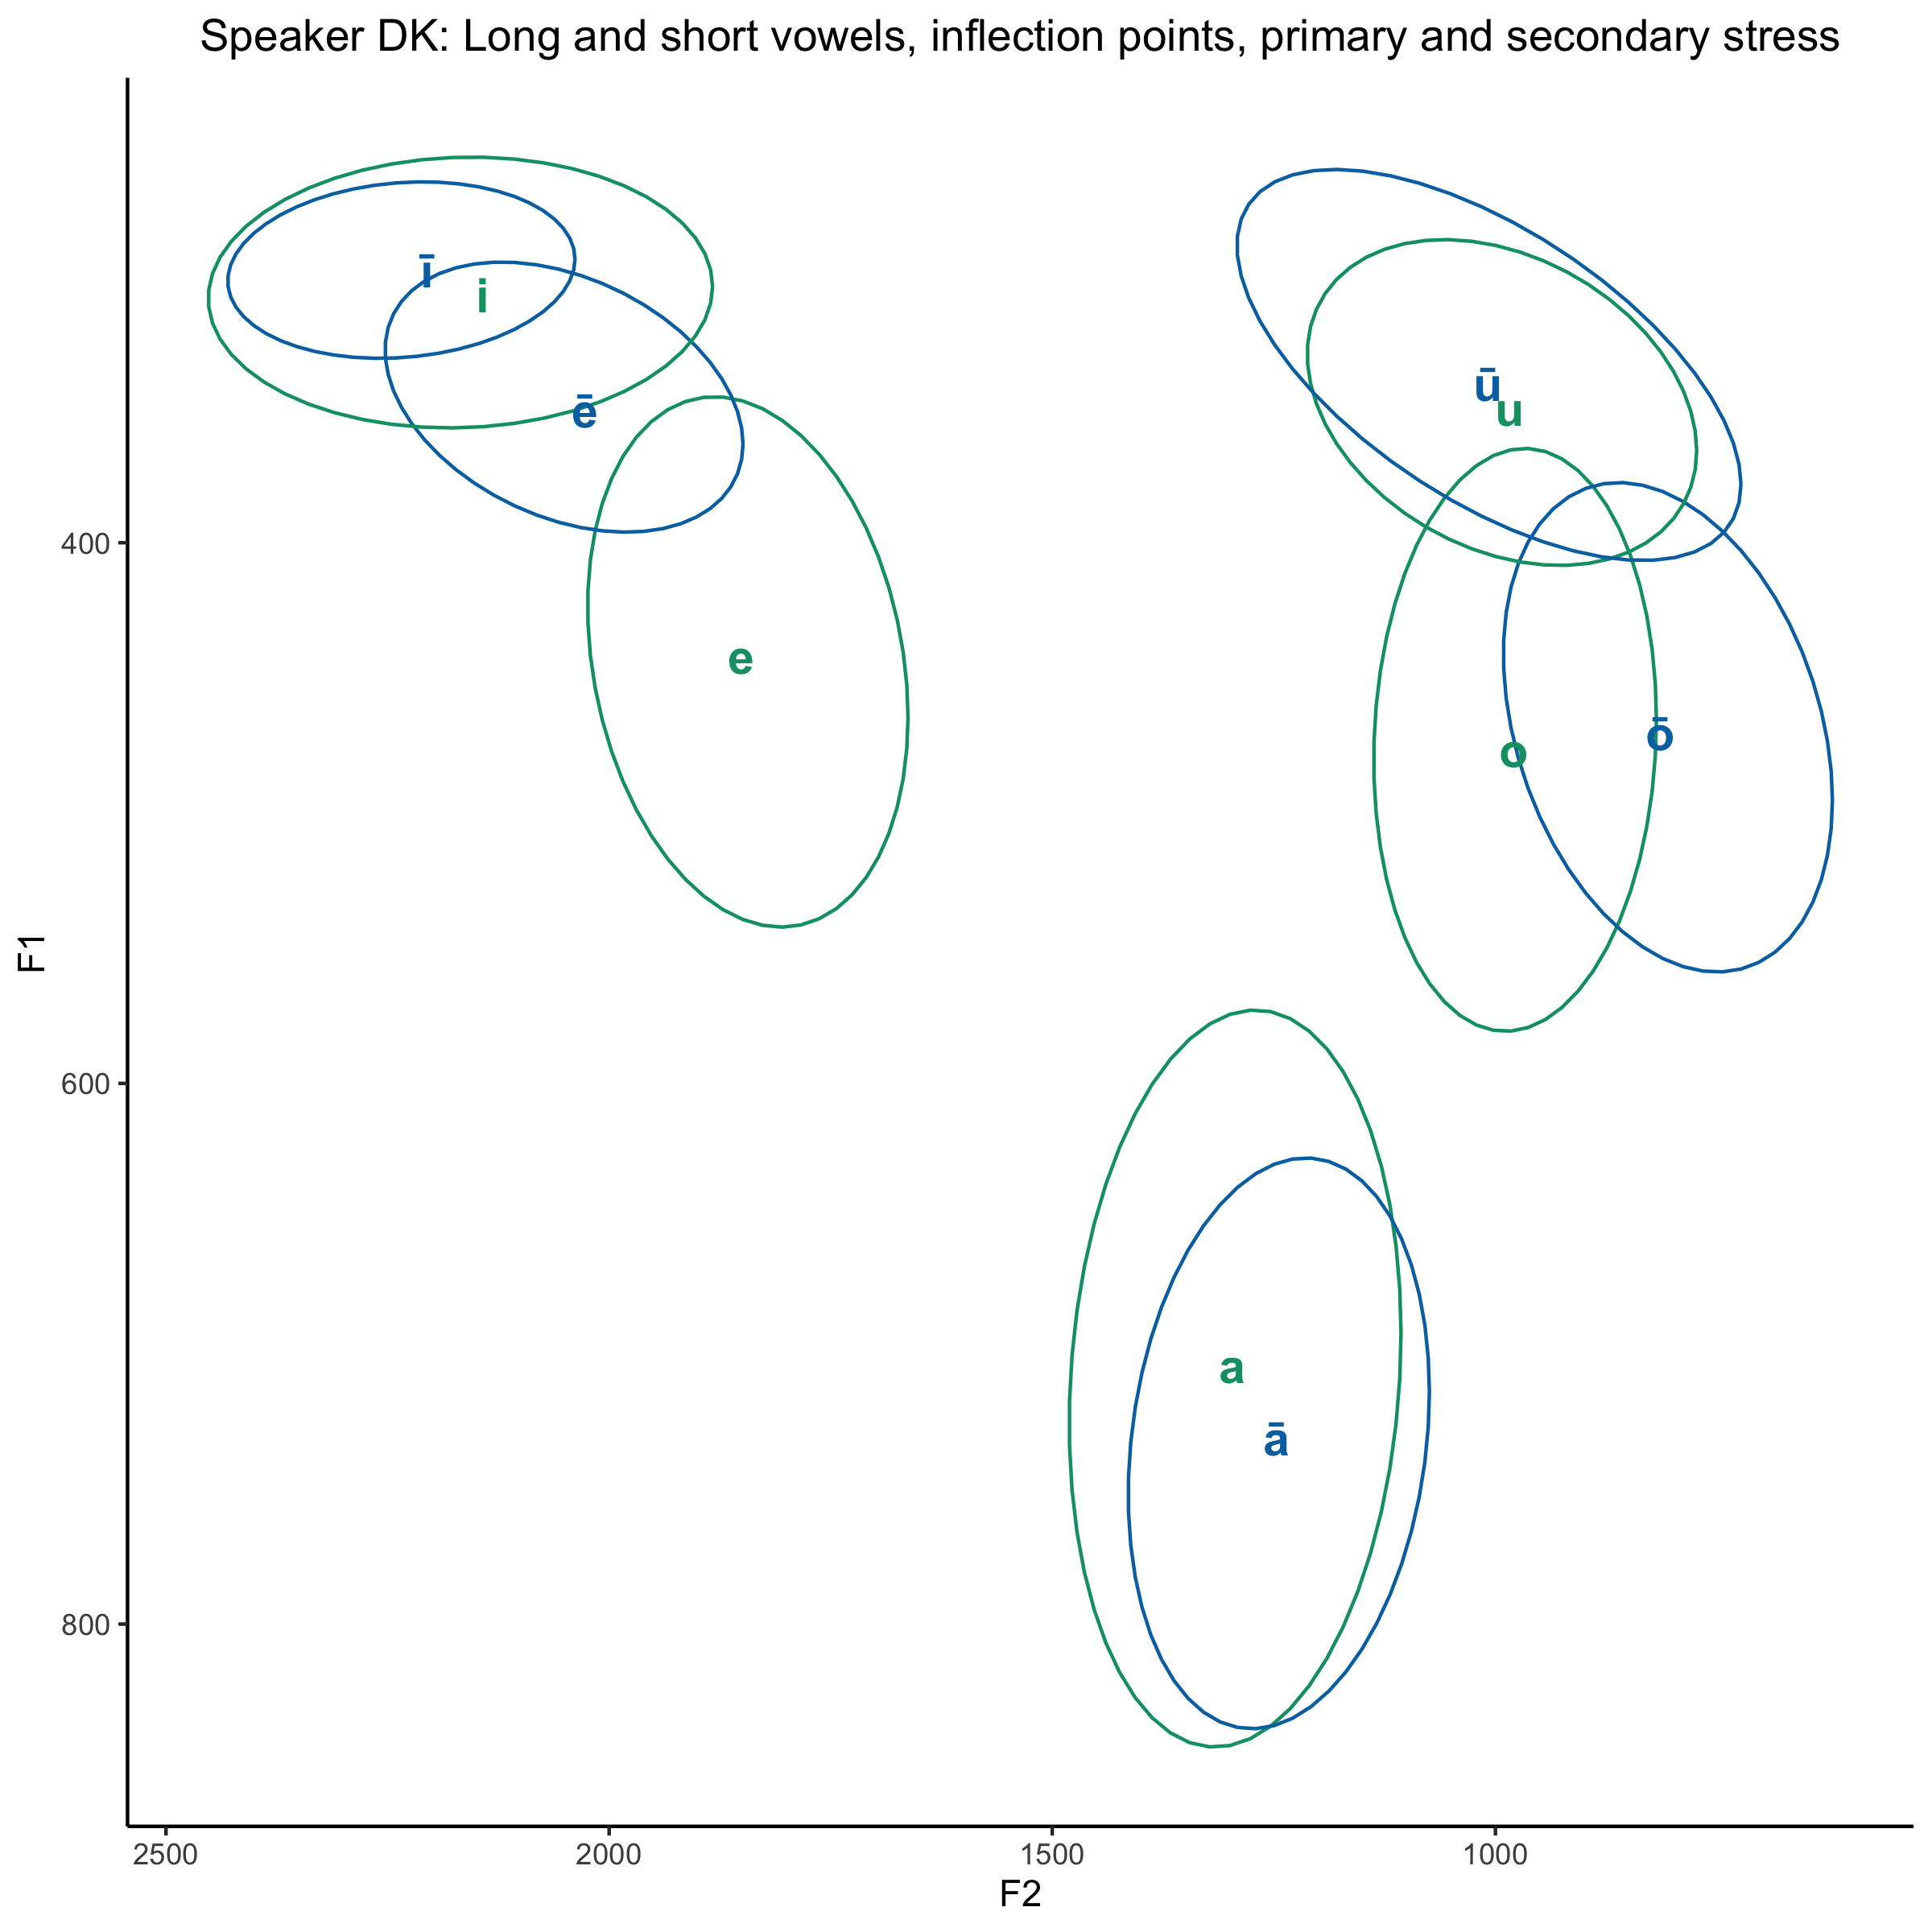 Speaker DK: Long and short vowels, inflection points, primary and secondary stress
ī
i
ē
ū
u
e
ō
o
a
ā
400
600
800
F1
2500
2000
1500
1000
F2